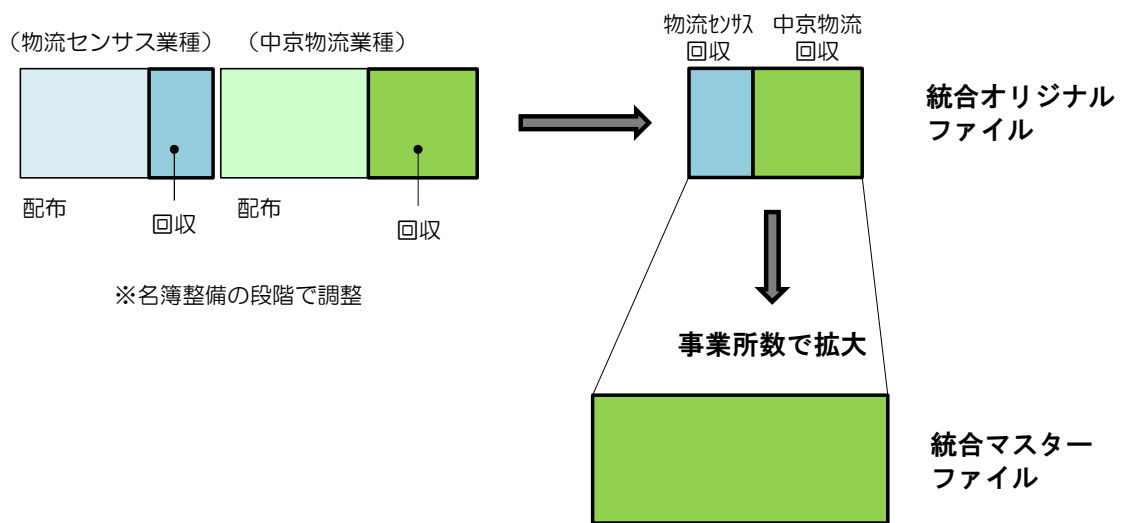 （物流センサス業種）
（中京物流業種）
配布
回収
配布
回収
※名簿整備の段階で調整
物流ｾﾝｻｽ
回収
中京物流
回収
統合オリジナル
ファイル
事業所数で拡大
統合マスター
ファイル